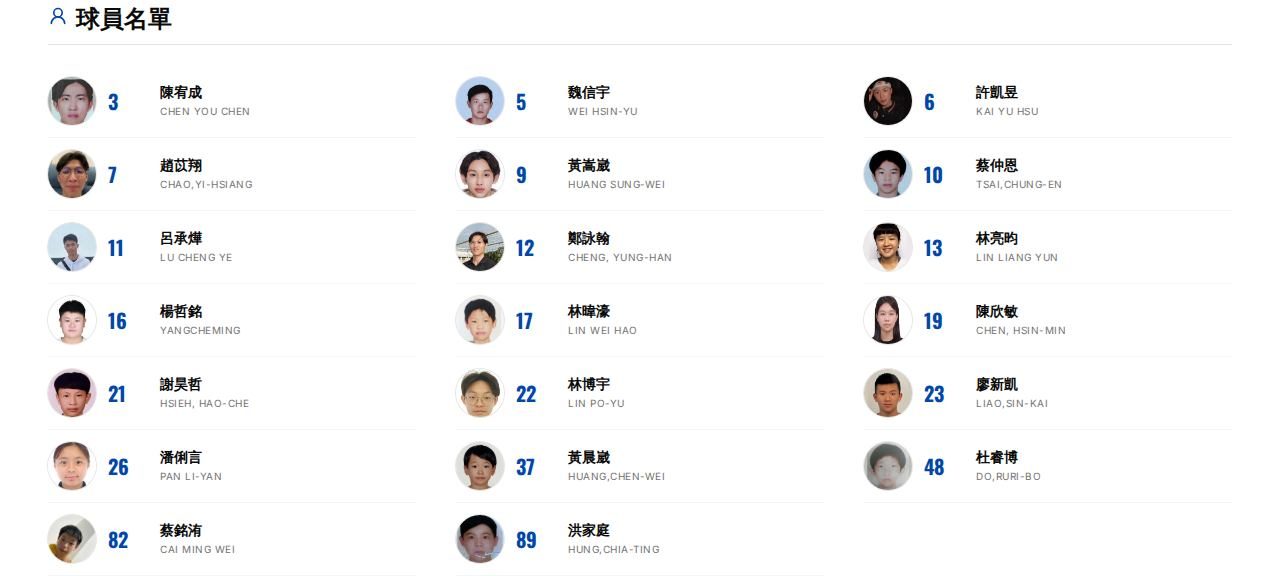 球員名單
3
陳宥成
CHEN YOU CHEN
5
魏信宇
WEI HSIN-YU
6
許凱昱
KAI YU HSU
7
趙苡翔
CHAO,YI-HSIANG
9
黃嵩崴
HUANG SUNG-WEI
10
蔡仲恩
TSAI,CHUNG-EN
11
呂承燁
LU CHENG YE
12
鄭詠翰
CHENG, YUNG-HAN
13
林亮昀
LIN LIANG YUN
16
楊哲銘
YANGCHEMING
17
林暐濠
LIN WEI HAO
19
陳欣敏
CHEN, HSIN-MIN
21
謝昊哲
HSIEH, HAO-CHE
22
林博宇
LIN PO-YU
23
廖新凱
LIAO,SIN-KAI
26
潘俐言
PAN LI-YAN
37
黃晨崴
HUANG,CHEN-WEI
48
杜睿博
DO,RURI-BO
82
蔡銘洧
CAI MING WEI
89
洪家庭
HUNG,CHIA-TING